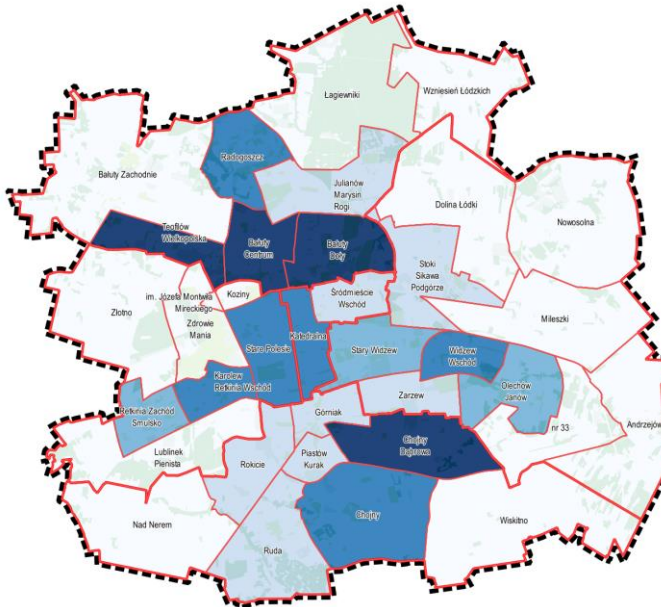 Łagiewniki
Wzniesień Łódzkich
Radogoszcz
Bałuty Zachodnie
Julianów
Marysin
Rogi
Dolina Łódki
Nowosolna
Teofilów
Wielkopolska
Bałuty
Centrum
Bałuty
Doły
Stoki
Sikawa
Podgórze
Złotno
im. Józefa Montwiłła
Mireckiego
Koziny
Śródmieście
Wschód
Zdrowie
Mania
Mileszki
Katedralna
Stare Polesie
Stary Widzew
Widzew
Wschód
Karolew
Retkinia Wschód
Olechów
Janów
Zarzew
Retkinia Zachód
Smulsko
Górniak
Andrzejów
nr 33
Chojny
Dąbrowa
Lublinek
Pienista
Rokicie
Piastów
Kurak
Nad Nerem
Chojny
Wiskitno
Ruda